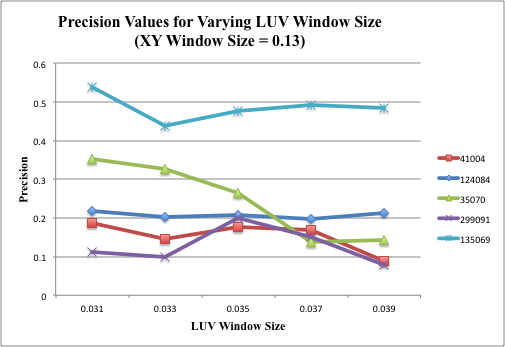 Precision Values for Varying LUV Window Size
(XY Window Size = 0.13)
0.6
0.5
0.4
0.3
0.2
0.1
0
Precision
0.031 0.033 0.035 0.037 0.039
LUV Window Size
41004
124084
35070
299091
135069